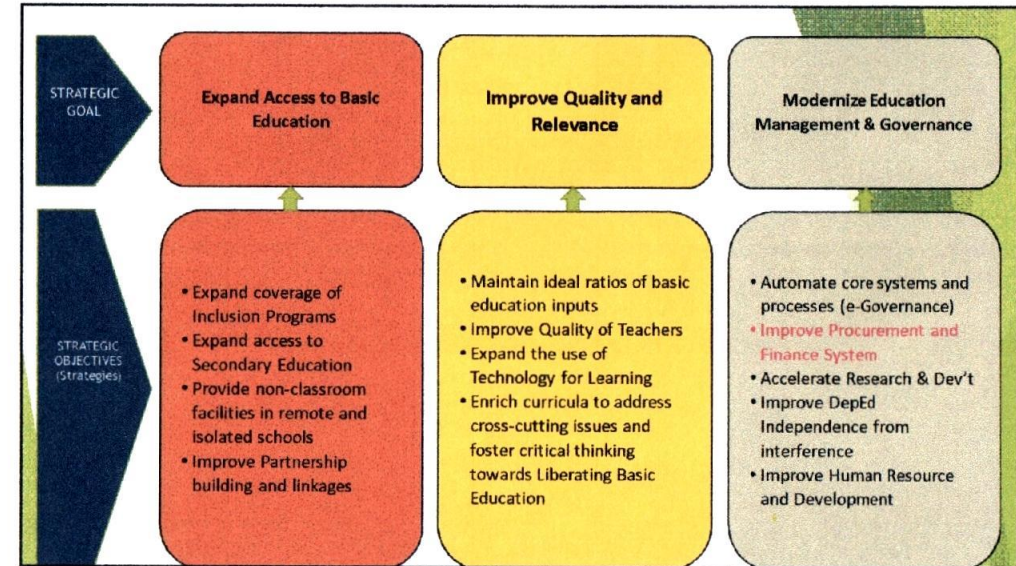 STRATEGIC
GOAL
Expand Access to Basic
Education
Improve Quality and
Relevance
Modernize Education
Management & Governance
STRATEGIC
OBJECTIVES
(Strategies)
• Expand coverage of
Inclusion Programs
• Expand access to
Secondary Education
• Provide non-classroom
facilities in remote and
isolated schools
• Improve Partnership
building and linkages
• Maintain ideal ratios of basic
education inputs
• Improve Quality of Teachers
• Expand the use of
Technology for Learning
• Enrich curricula to address
cross-cutting issues and
foster critical thinking
towards Liberating Basic
Education
• Automate core systems and
processes (e-Governance)
• Improve Procurement and
Finance System
• Accelerate Research & Dev't
• Improve DepEd
Independence from
interference
• Improve Human Resource
and Development